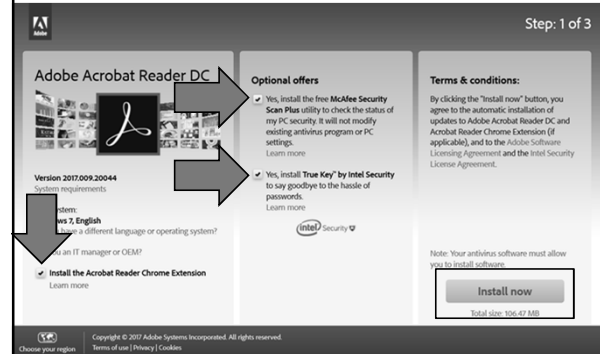 Adobe
Step: 1 of 3
Adobe Acrobat Reader DC
Version 2017.009.20044
System requirements
stem:
ws 7, English
have a different language or operating system?
ou an IT manager or OEM?
Install the Acrobat Reader Chrome Extension
Learn more
Optional offers
Yes, install the free McAfee Security
Scan Plus utility to check the status of
my PC security. It will not modify
existing antivirus program or PC
settings.
Learn more
Yes, install True Key™ by Intel Security
to say goodbye to the hassle of
passwords.
Learn more
intel Security
Terms & conditions:
By clicking the "Install now" button, you
agree to the automatic installation of
updates to Adobe Acrobat Reader DC and
Acrobat Reader Chrome Extension (if
applicable), and to the Adobe Software
Licensing Agreement and the Intel Security
License Agreement.
Note: Your antivirus software must allow
you to install software.
Install now
Total size: 106.47 MB
Choose your region
Copyright © 2017 Adobe Systems Incorporated. All rights reserved.
Terms of use | Privacy | Cookies